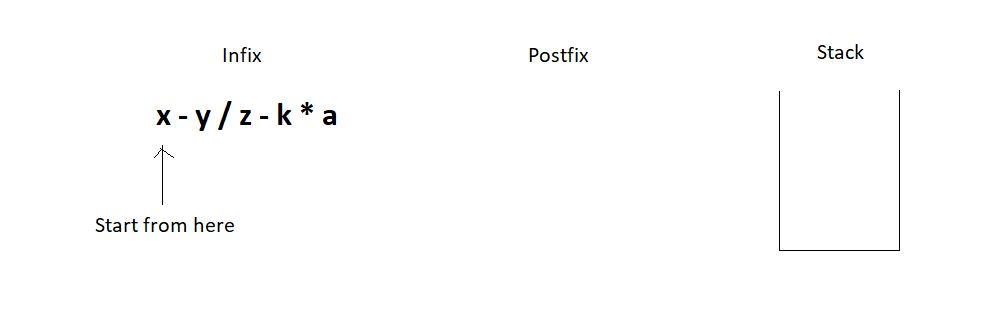 Infix
Postfix
Stack
x - y / z - k * a
Start from here